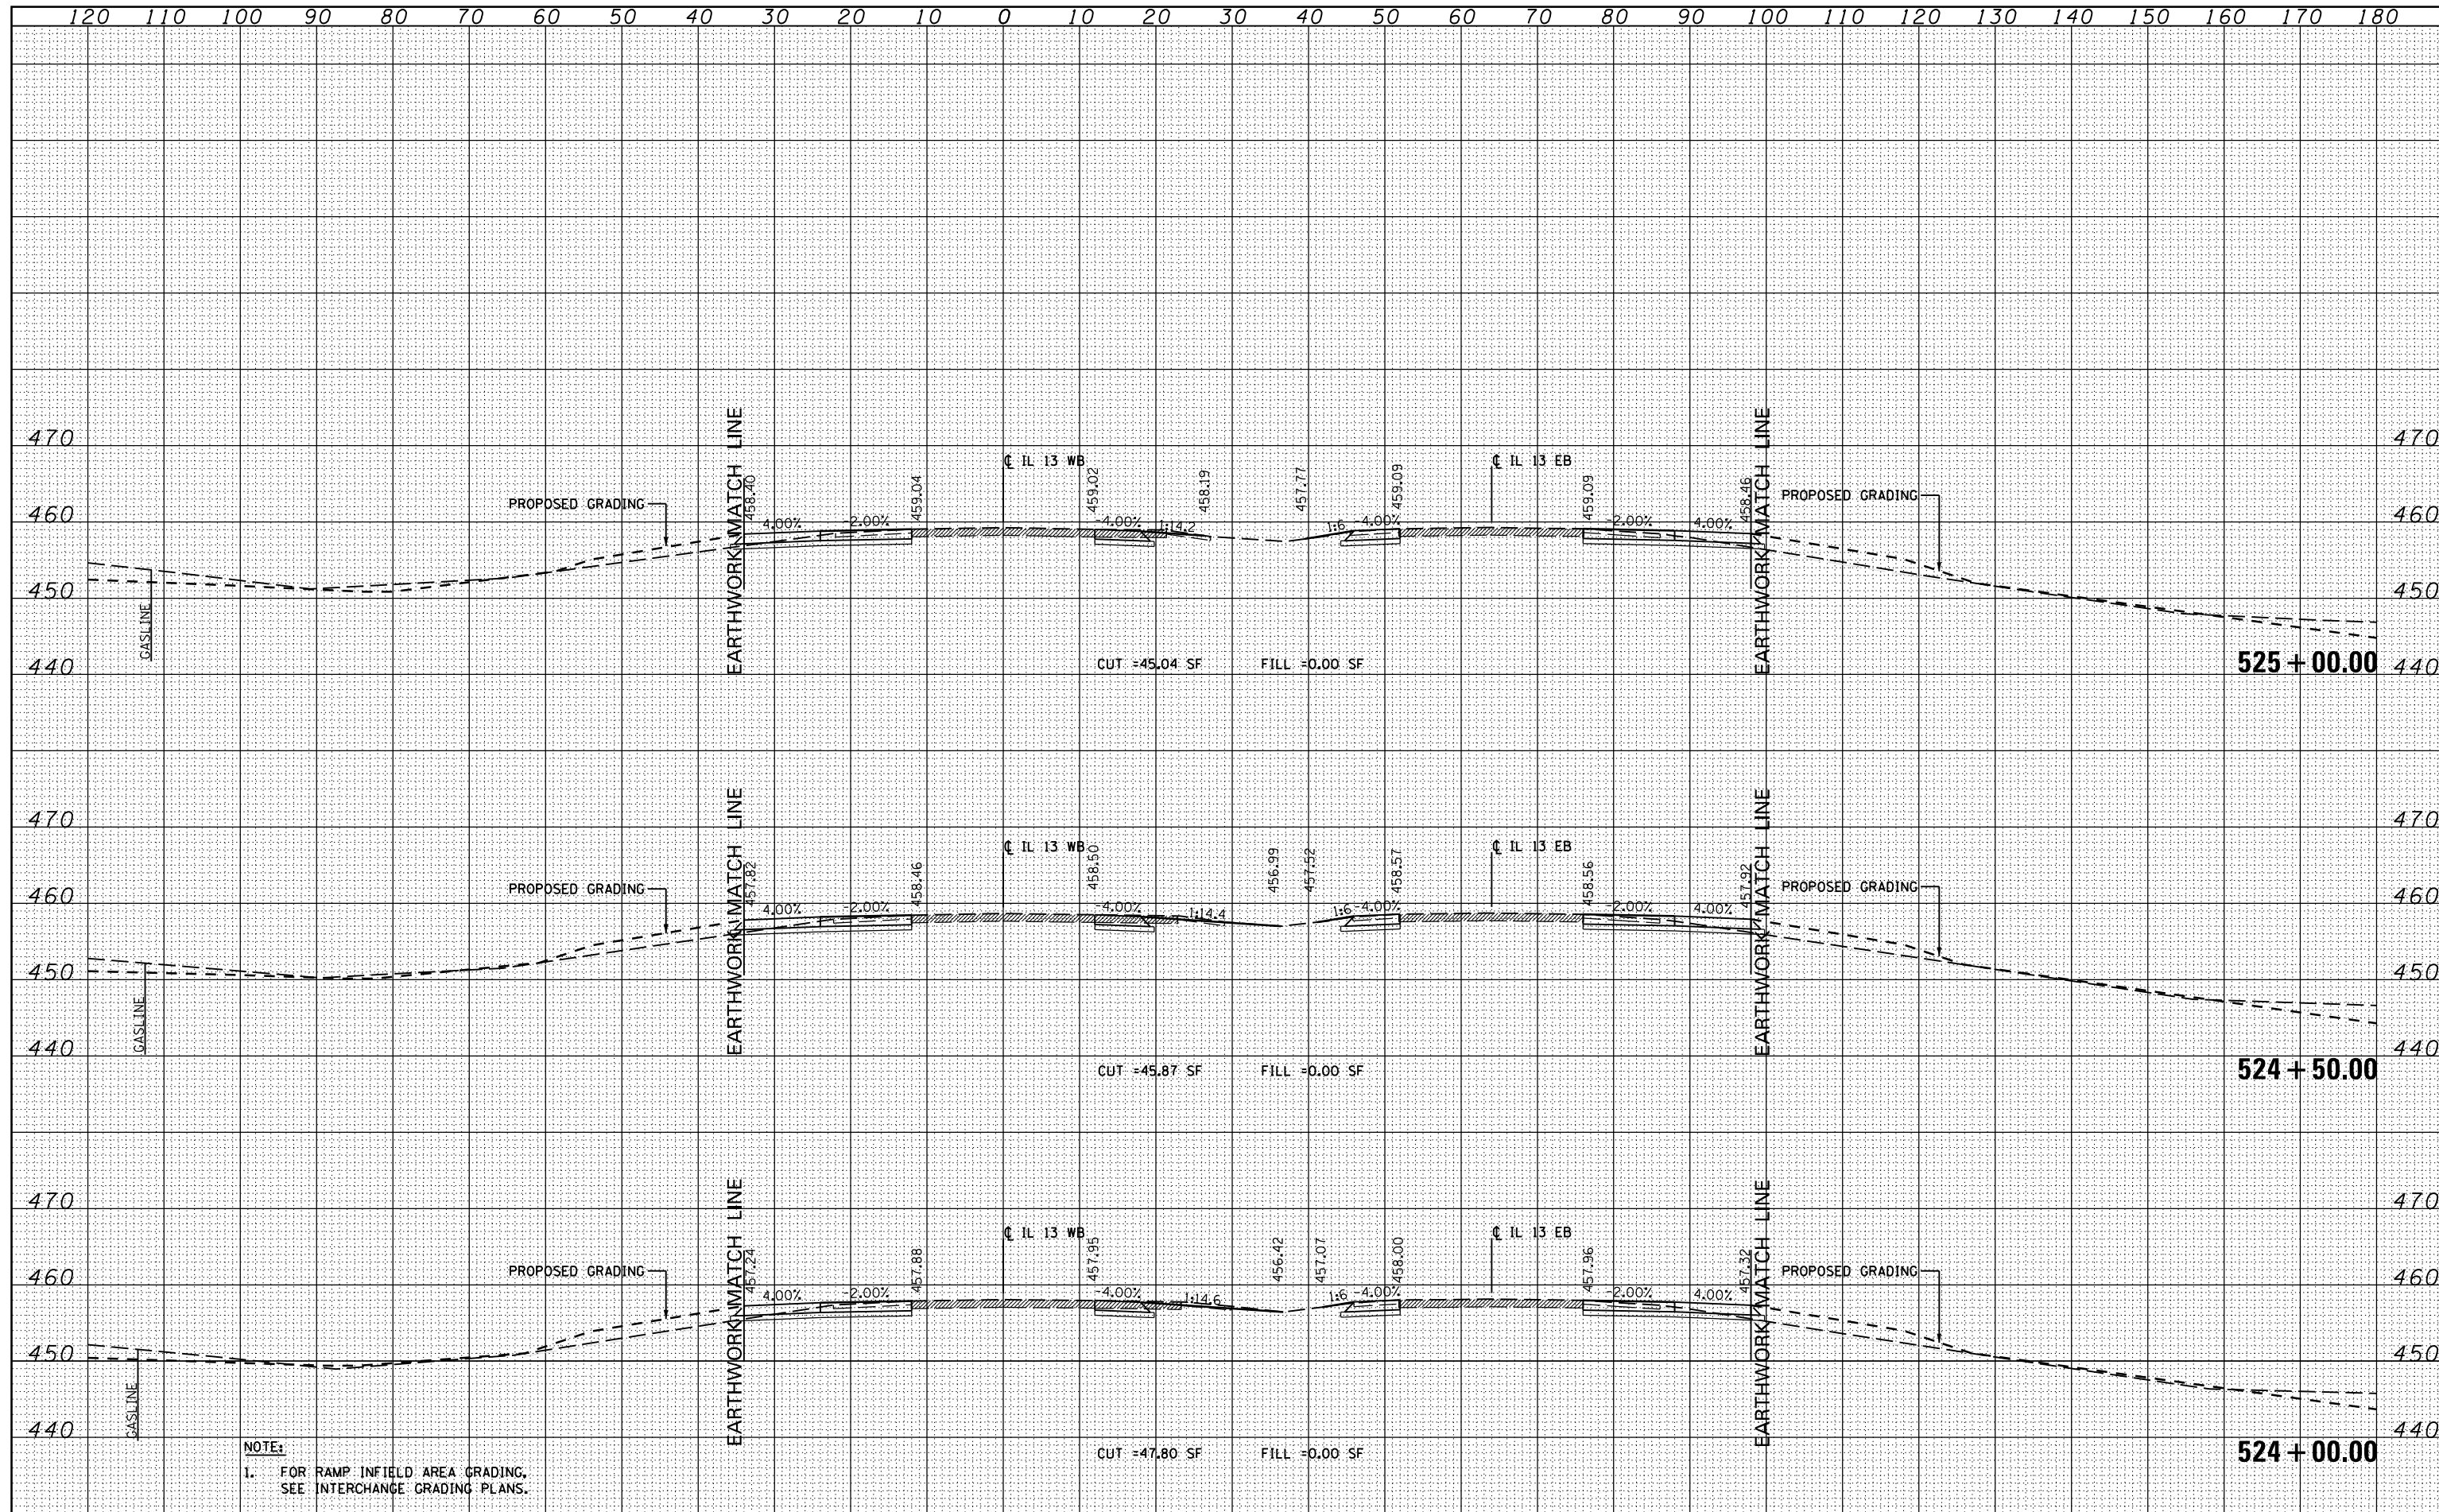 120 110 100 90 80 70 60 50 40 30 20 10 0 10 20 30 40 50 60 70 80 90 100 110 120 130 140 150 160 170 180
470 470
EARTHWORK MATCH LINE
EARTHWORK MATCH LINE
℄ IL 13 WB
℄ IL 13 EB
458.40
459.04
459.02
458.19
457.77
459.09
459.09
458.46
PROPOSED GRADING
PROPOSED GRADING
460 460
4.00% -2.00% -4.00% 1:14.2 1:6 -4.00% -2.00% 4.00%
450 450
GASLINE
440 440
CUT =45.04 SF FILL =0.00 SF
525+00.00
470 470
EARTHWORK MATCH LINE
EARTHWORK MATCH LINE
℄ IL 13 WB
℄ IL 13 EB
457.82
458.46
458.50
456.99
457.52
458.57
458.56
457.92
PROPOSED GRADING
PROPOSED GRADING
460 460
4.00% -2.00% -4.00% 1:14.4 1:6 -4.00% -2.00% 4.00%
450 450
GASLINE
440 440
CUT =45.87 SF FILL =0.00 SF
524+50.00
470 470
EARTHWORK MATCH LINE
EARTHWORK MATCH LINE
℄ IL 13 WB
℄ IL 13 EB
457.24
457.88
457.95
456.42
457.07
458.00
457.96
457.32
PROPOSED GRADING
PROPOSED GRADING
460 460
4.00% -2.00% -4.00% 1:14.6 1:6 -4.00% -2.00% 4.00%
450 450
GASLINE
440 440
CUT =47.80 SF FILL =0.00 SF
524+00.00
NOTE:
1. FOR RAMP INFIELD AREA GRADING,
SEE INTERCHANGE GRADING PLANS.